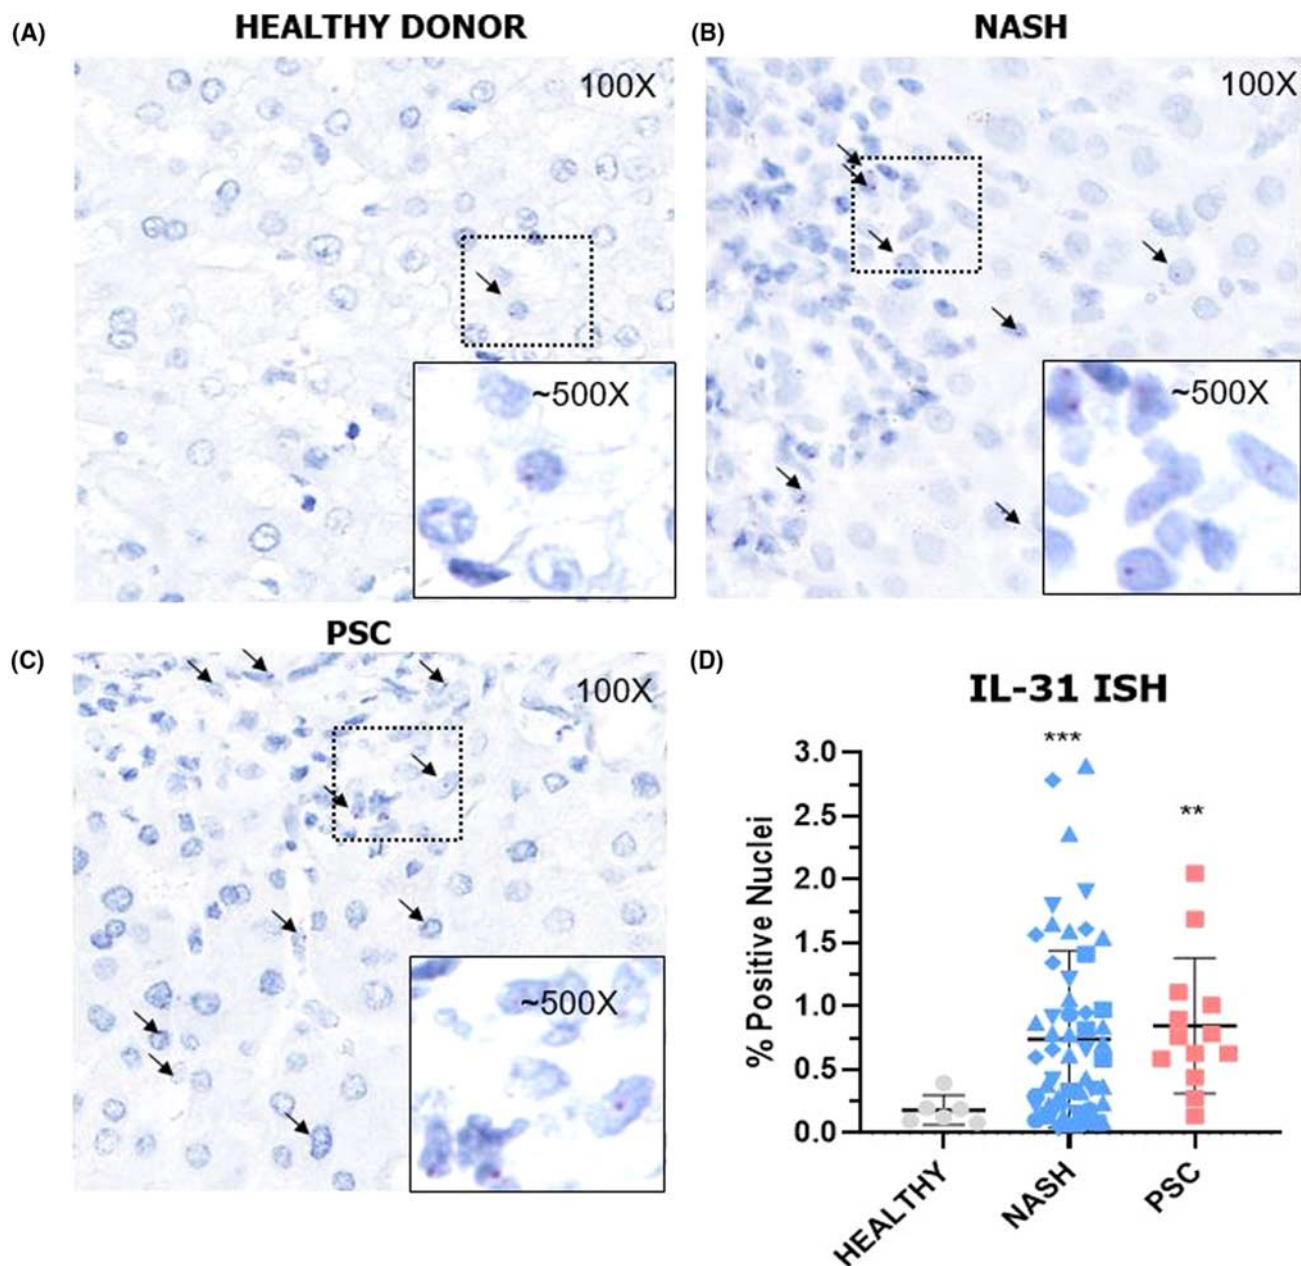 (A)
HEALTHY DONOR
100X
~500X
(B)
NASH
100X
~500X
(C)
PSC
100X
~500X
(D)
IL-31 ISH
***
**
% Positive Nuclei
3.0
2.5
2.0
1.5
1.0
0.5
0.0
HEALTHY
NASH
PSC